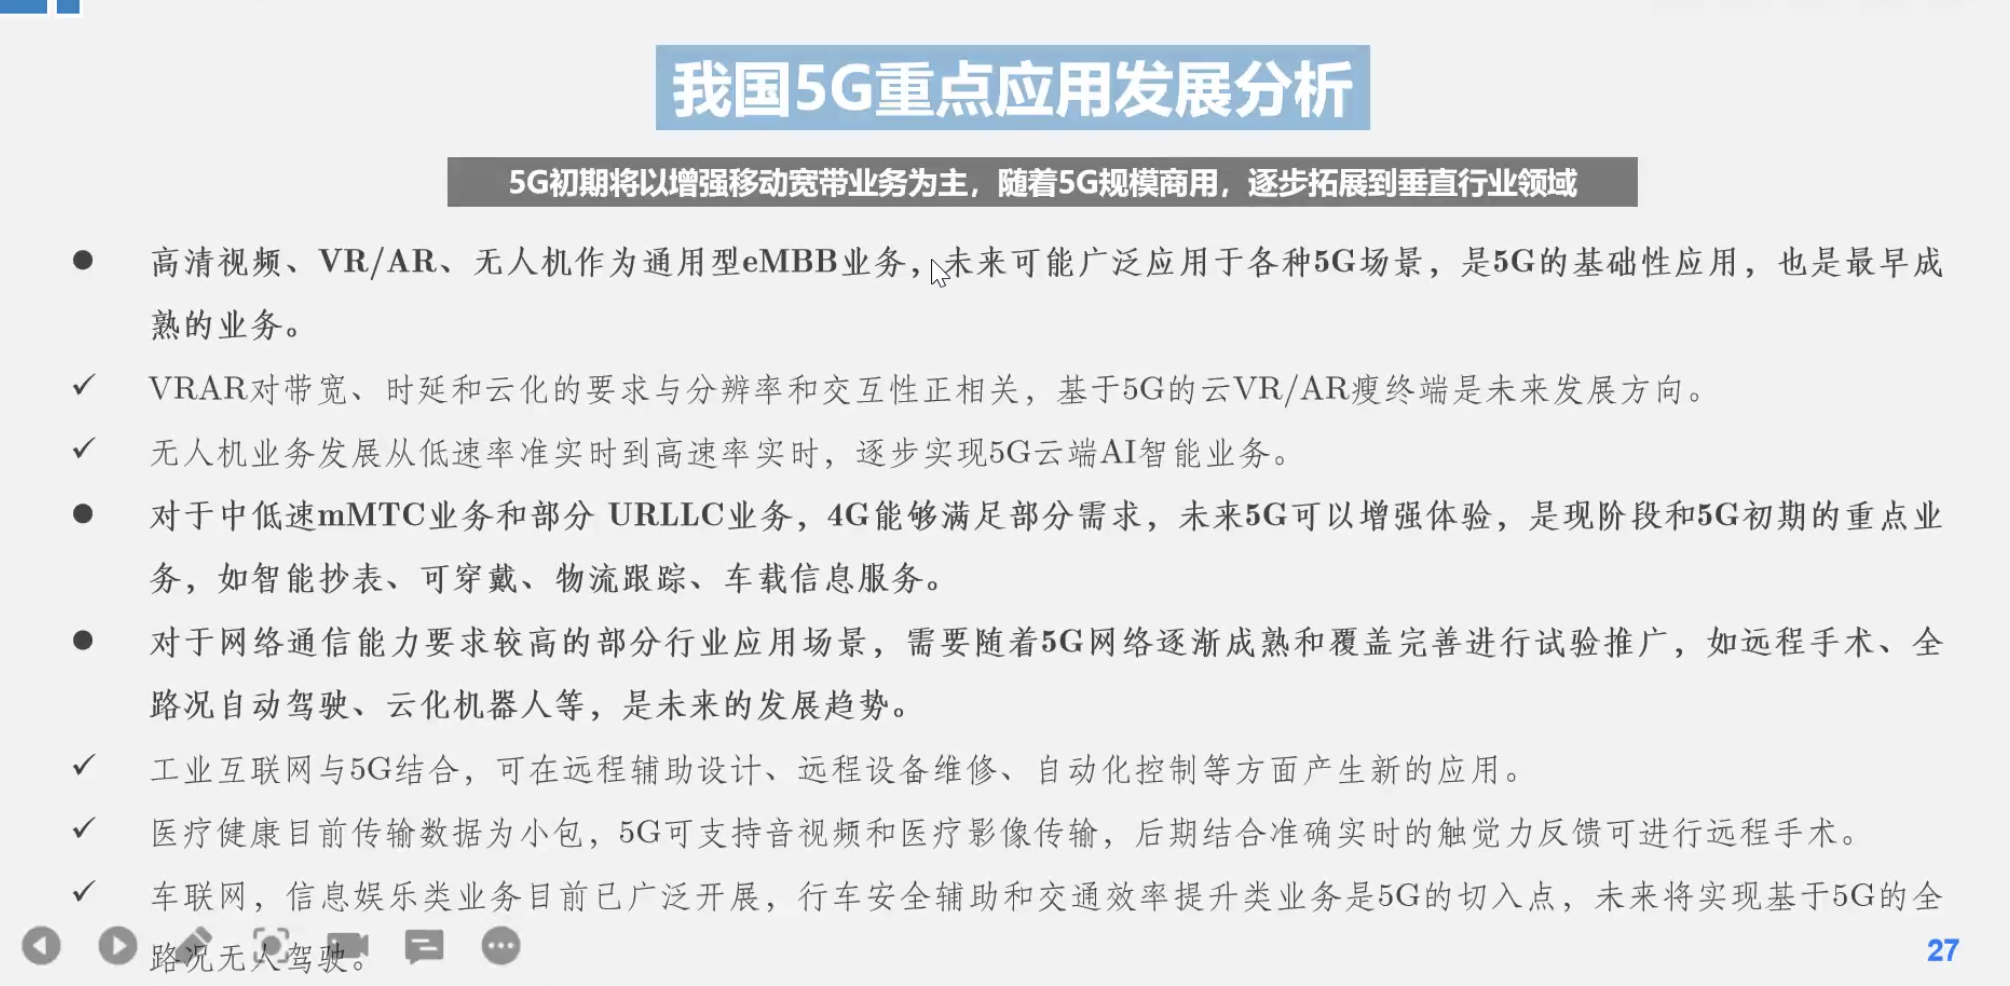 我国5G重点应用发展分析
5G初期将以增强移动宽带业务为主，随着5G规模商用，逐步拓展到垂直行业领域
● 高清视频、VR/AR、无人机作为通用型eMBB业务，未来可能广泛应用于各种5G场景，是5G的基础性应用，也是最早成
熟的业务。
✓ VRAR对带宽、时延和云化的要求与分辨率和交互性正相关，基于5G的云VR/AR瘦终端是未来发展方向。
✓ 无人机业务发展从低速率准实时到高速率实时，逐步实现5G云端AI智能业务。
● 对于中低速mMTC业务和部分 URLLC业务，4G能够满足部分需求，未来5G可以增强体验，是现阶段和5G初期的重点业
务，如智能抄表、可穿戴、物流跟踪、车载信息服务。
● 对于网络通信能力要求较高的部分行业应用场景，需要随着5G网络逐渐成熟和覆盖完善进行试验推广，如远程手术、全
路况自动驾驶、云化机器人等，是未来的发展趋势。
✓ 工业互联网与5G结合，可在远程辅助设计、远程设备维修、自动化控制等方面产生新的应用。
✓ 医疗健康目前传输数据为小包，5G可支持音视频和医疗影像传输，后期结合准确实时的触觉力反馈可进行远程手术。
✓ 车联网，信息娱乐类业务目前已广泛开展，行车安全辅助和交通效率提升类业务是5G的切入点，未来将实现基于5G的全
路况无人驾驶。
27